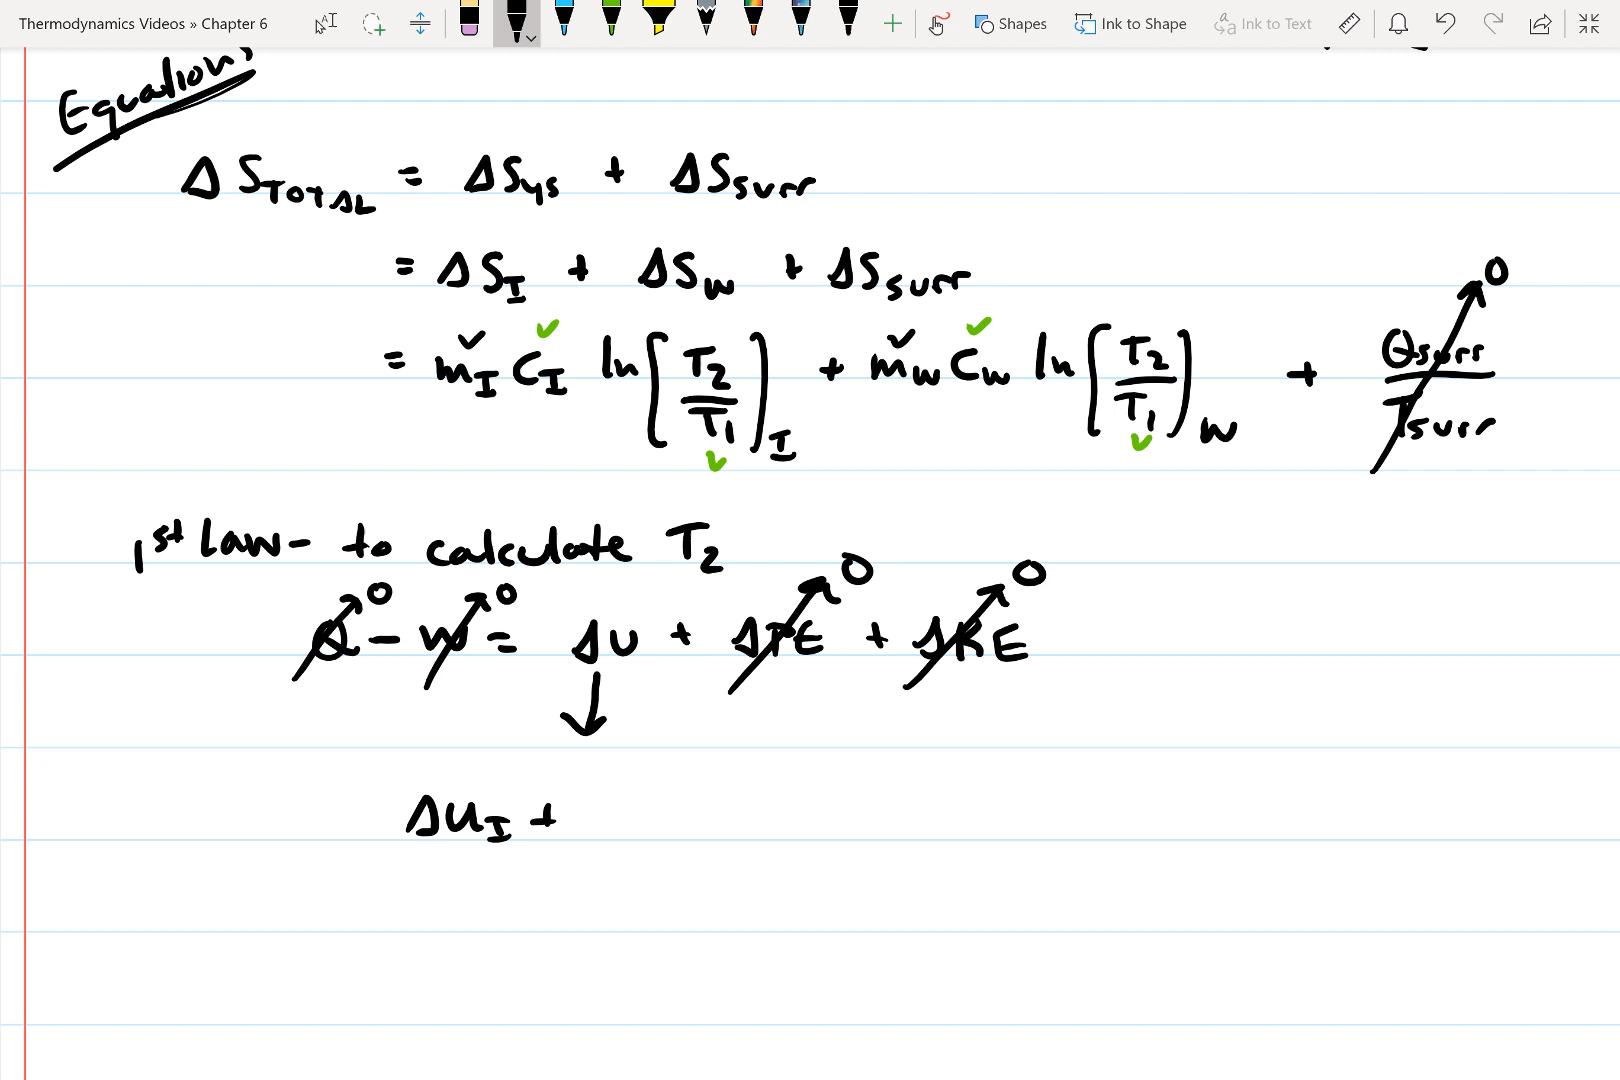 Thermodynamics Videos » Chapter 6
Shapes
Ink to Shape
Ink to Text
Equations
ΔS_TOTAL = ΔSys + ΔS_surr
= ΔS_I + ΔS_W + ΔS_surr
= m_I C_I ln[T₂/T₁]_I + m_W C_W ln[T₂/T₁]_W + Q_surr/T_surr 0
1st Law - to calculate T₂
Q 0 - W 0 = ΔU + ΔPE 0 + ΔKE 0
ΔU_I +